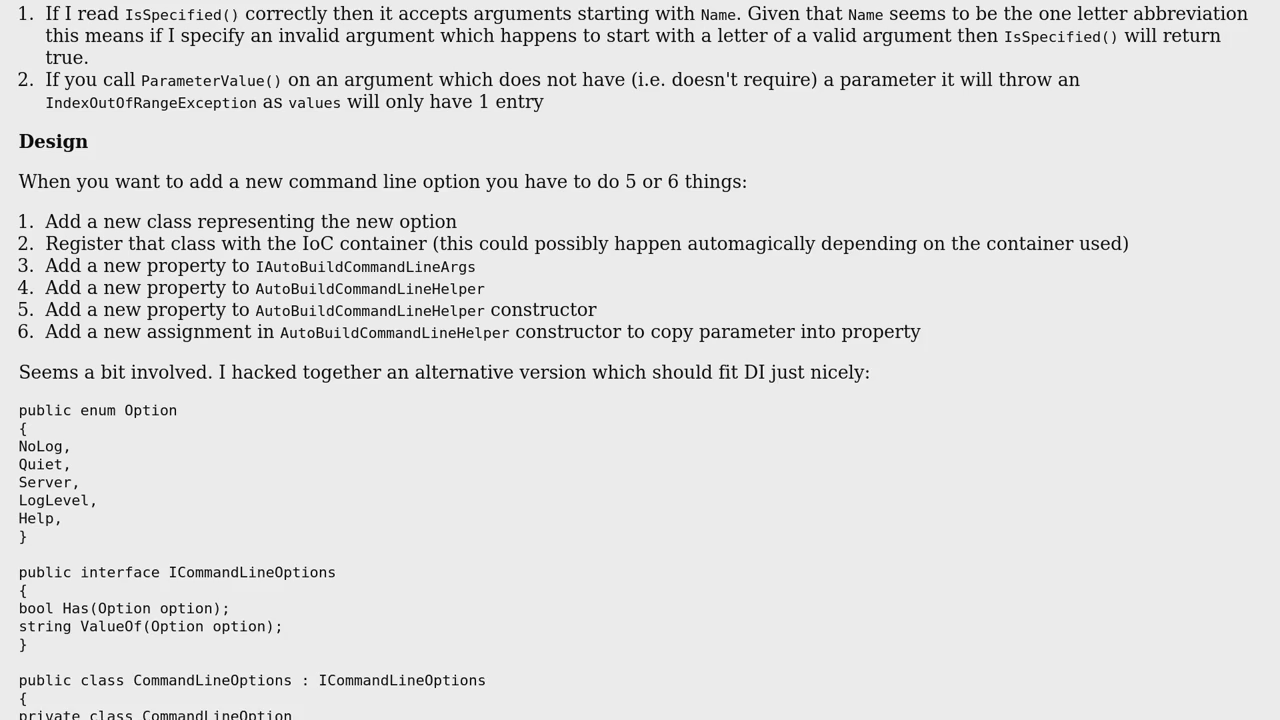 1. If I read IsSpecified() correctly then it accepts arguments starting with Name. Given that Name seems to be the one letter abbreviation
this means if I specify an invalid argument which happens to start with a letter of a valid argument then IsSpecified() will return
true.
2. If you call ParameterValue() on an argument which does not have (i.e. doesn't require) a parameter it will throw an
IndexOutOfRangeException as values will only have 1 entry
Design
When you want to add a new command line option you have to do 5 or 6 things:
1. Add a new class representing the new option
2. Register that class with the IoC container (this could possibly happen automagically depending on the container used)
3. Add a new property to IAutoBuildCommandLineArgs
4. Add a new property to AutoBuildCommandLineHelper
5. Add a new property to AutoBuildCommandLineHelper constructor
6. Add a new assignment in AutoBuildCommandLineHelper constructor to copy parameter into property
Seems a bit involved. I hacked together an alternative version which should fit DI just nicely:
public enum Option
{
NoLog,
Quiet,
Server,
LogLevel,
Help,
}
public interface ICommandLineOptions
{
bool Has(Option option);
string ValueOf(Option option);
}
public class CommandLineOptions : ICommandLineOptions
{
private class CommandLineOption